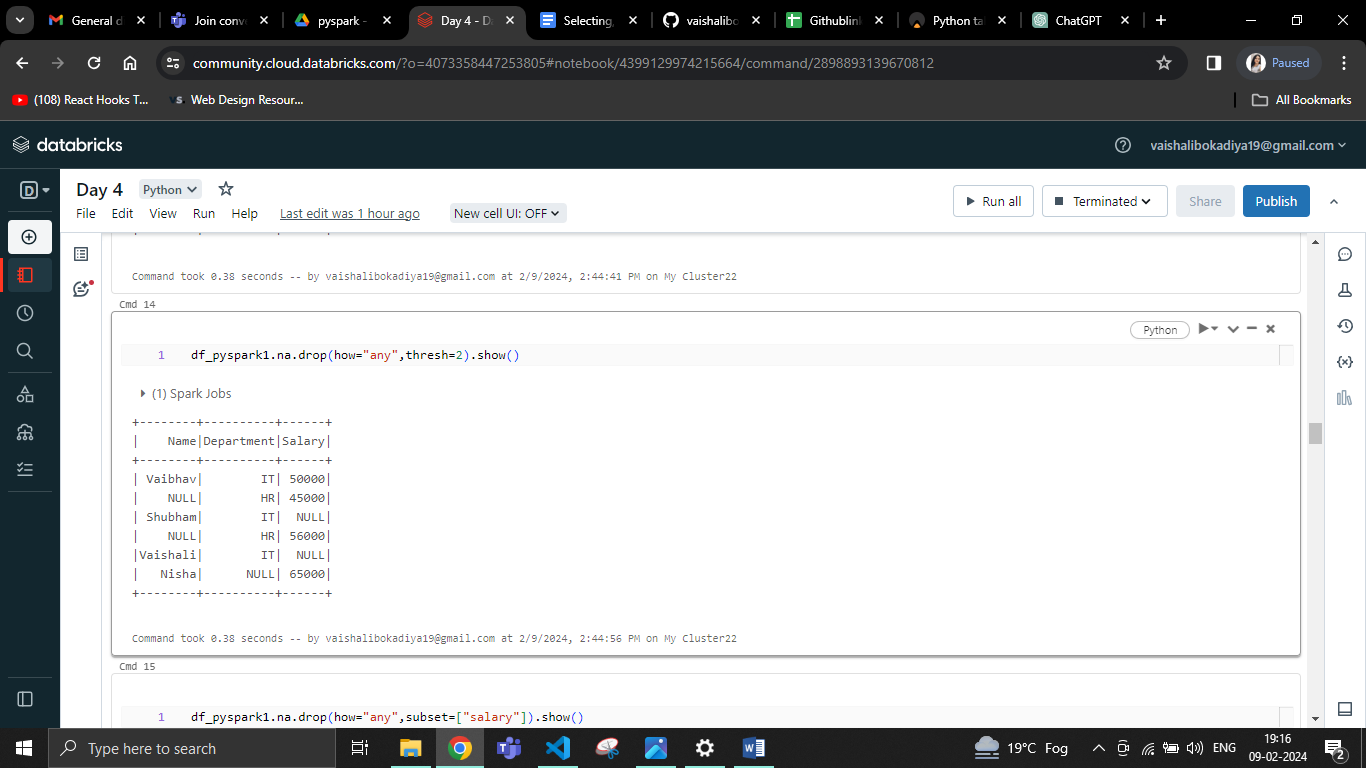 General d
Join conv
pyspark -
Day 4 - Da
Selecting,
vaishalibo
Githublink
Python tal
ChatGPT
community.cloud.databricks.com/?o=4073358447253805#notebook/4399129974215664/command/2898893139670812
Paused
(108) React Hooks T...
VS
Web Design Resour...
All Bookmarks
databricks
vaishalibokadiya19@gmail.com
D
Day 4
Python
File Edit View Run Help Last edit was 1 hour ago New cell UI: OFF
Run all
Terminated
Share
Publish
Command took 0.38 seconds -- by vaishalibokadiya19@gmail.com at 2/9/2024, 2:44:41 PM on My Cluster22
Cmd 14
Python
1 df_pyspark1.na.drop(how="any",thresh=2).show()
(1) Spark Jobs
+--------+----------+------+
|    Name|Department|Salary|
+--------+----------+------+
| Vaibhav|        IT| 50000|
|    NULL|        HR| 45000|
| Shubham|        IT|  NULL|
|    NULL|        HR| 56000|
|Vaishali|        IT|  NULL|
|   Nisha|      NULL| 65000|
+--------+----------+------+
Command took 0.38 seconds -- by vaishalibokadiya19@gmail.com at 2/9/2024, 2:44:56 PM on My Cluster22
Cmd 15
1 df_pyspark1.na.drop(how="any",subset=["salary"]).show()
Type here to search
19°C Fog
ENG
19:16
09-02-2024
2